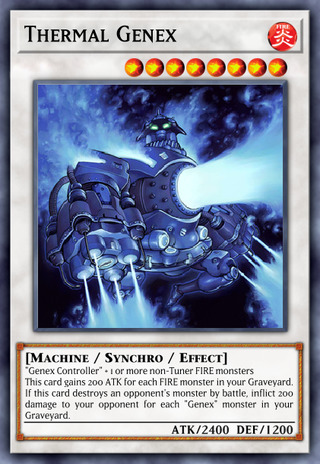 Thermal Genex
FIRE
炎
[Machine / Synchro / Effect]
"Genex Controller" + 1 or more non-Tuner FIRE monsters
This card gains 200 ATK for each FIRE monster in your Graveyard.
If this card destroys an opponent's monster by battle, inflict 200
damage to your opponent for each "Genex" monster in your
Graveyard.
ATK/2400 DEF/1200